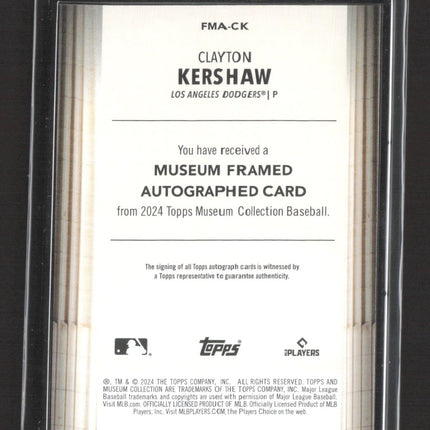 FMA-CK
CLAYTON
KERSHAW
LOS ANGELES DODGERS® | P
You have received a
MUSEUM FRAMED
AUTOGRAPHED CARD
from 2024 Topps Museum Collection Baseball.
The signing of all Topps autograph cards is witnessed by
a Topps representative to guarantee authenticity.
Topps
PLAYERS
®, TM & © 2024 THE TOPPS COMPANY, INC. ALL RIGHTS RESERVED. TOPPS AND
MUSEUM COLLECTION ARE TRADEMARKS OF THE TOPPS COMPANY, INC. Major League
Baseball trademarks and copyrights are used with permission of Major League Baseball.
Visit MLB.com. OFFICIALLY LICENSED PRODUCT OF MLB. Officially Licensed Product of MLB
Players, Inc. Visit MLBPLAYERS.COM, the Players Choice on the web.